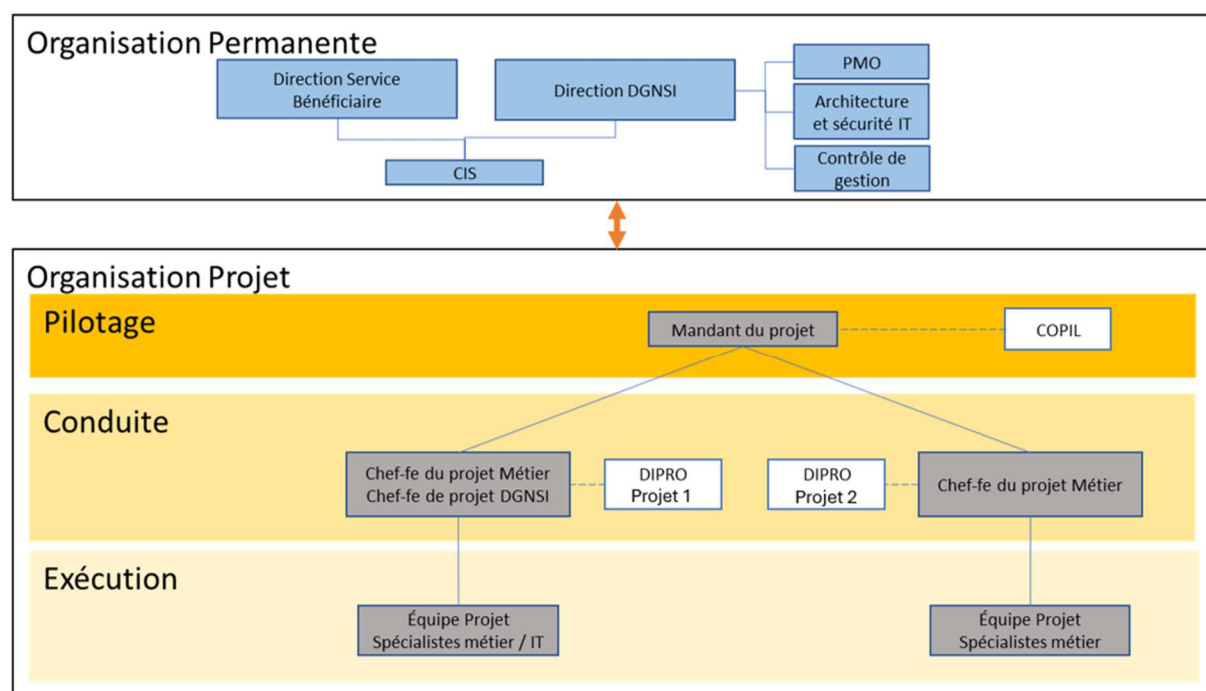 Organisation Permanente
Direction Service
Bénéficiaire
Direction DGNSI
PMO
Architecture
et sécurité IT
Contrôle de
gestion
CIS
Organisation Projet
Pilotage
Mandant du projet
COPIL
Conduite
Chef-fe du projet Métier
Chef-fe de projet DGNSI
DIPRO
Projet 1
DIPRO
Projet 2
Chef-fe du projet Métier
Exécution
Équipe Projet
Spécialistes métier / IT
Équipe Projet
Spécialistes métier